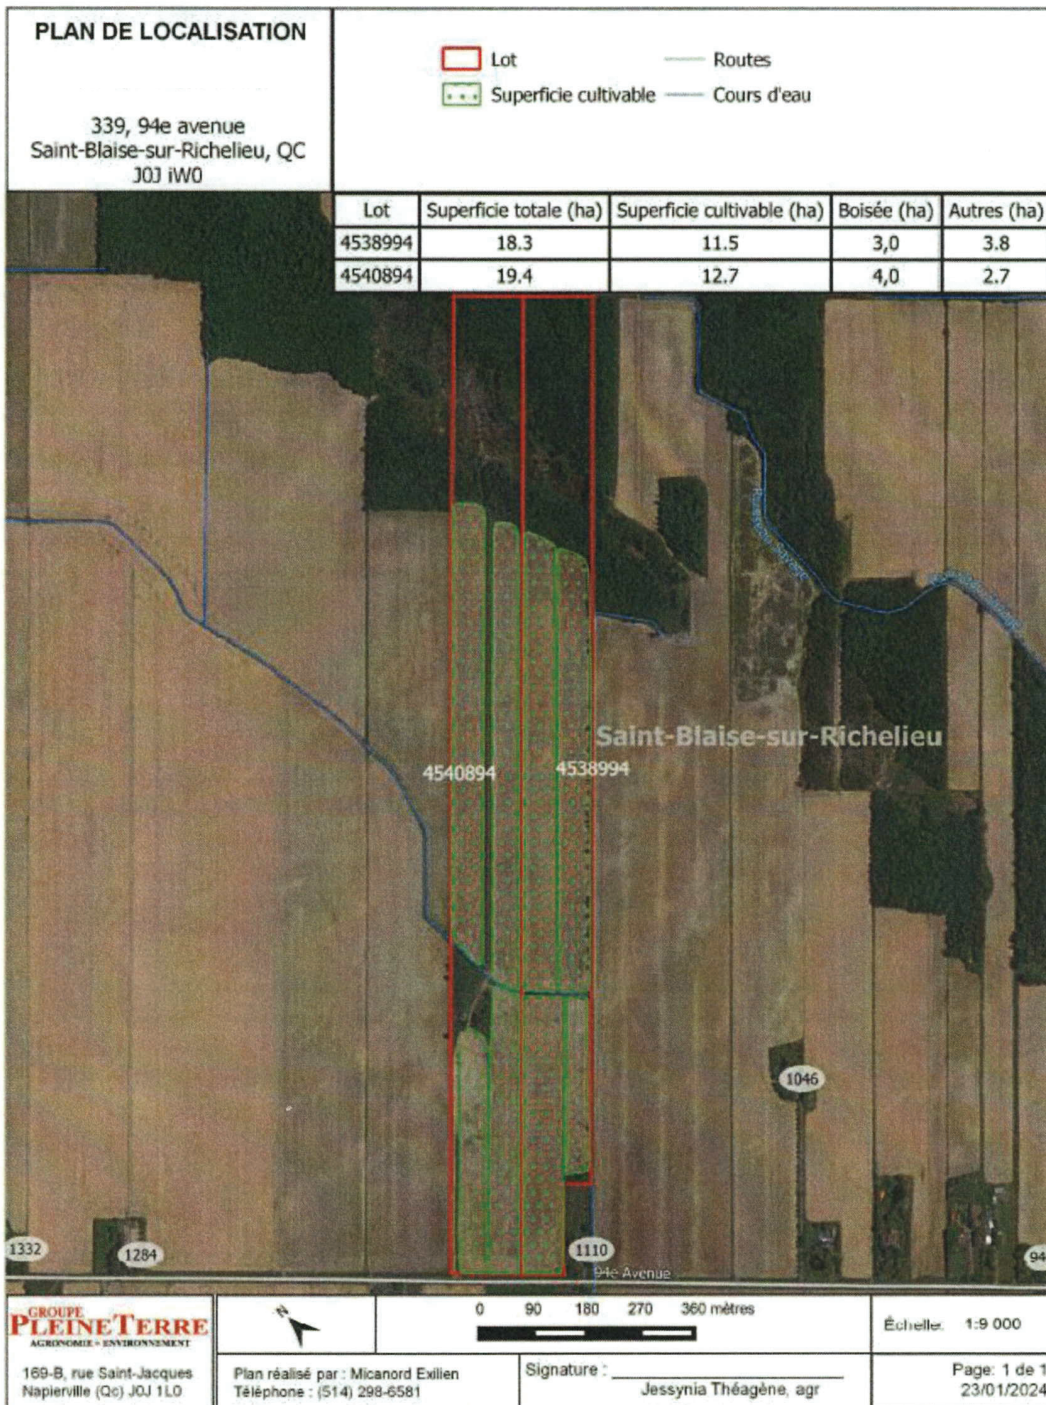 PLAN DE LOCALISATION
339, 94e avenue
Saint-Blaise-sur-Richelieu, QC
J0J iW0
Lot
Routes
Superficie cultivable
Cours d'eau
Lot Superficie totale (ha) Superficie cultivable (ha) Boisée (ha) Autres (ha)
4538994 18.3 11.5 3,0 3.8
4540894 19.4 12.7 4,0 2.7
Saint-Blaise-sur-Richelieu
4540894
4538994
1046
1332
1284
1110
94
94e Avenue
GROUPE
PLEINE TERRE
AGRONOMIE - ENVIRONNEMENT
169-B, rue Saint-Jacques
Napierville (Qc) J0J 1L0
N
0 90 180 270 360 mètres
Échelle: 1:9 000
Plan réalisé par : Micanord Exilien
Téléphone : (514) 298-6581
Signature :
Jessynia Théagène, agr
Page: 1 de 1
23/01/2024